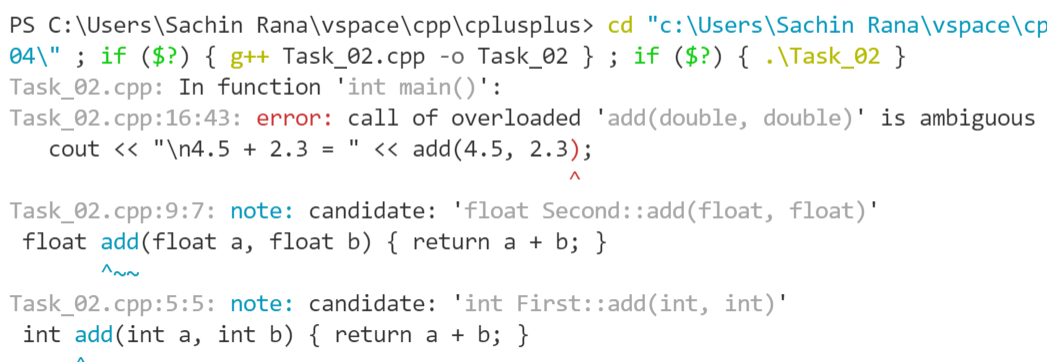 PS C:\Users\Sachin Rana\vspace\cpp\cplusplus> cd "c:\Users\Sachin Rana\vspace\cp
04\" ; if ($?) { g++ Task_02.cpp -o Task_02 } ; if ($?) { .\Task_02 }
Task_02.cpp: In function 'int main()':
Task_02.cpp:16:43: error: call of overloaded 'add(double, double)' is ambiguous
cout << "\n4.5 + 2.3 = " << add(4.5, 2.3);
^
Task_02.cpp:9:7: note: candidate: 'float Second::add(float, float)'
float add(float a, float b) { return a + b; }
^~~
Task_02.cpp:5:5: note: candidate: 'int First::add(int, int)'
int add(int a, int b) { return a + b; }
^